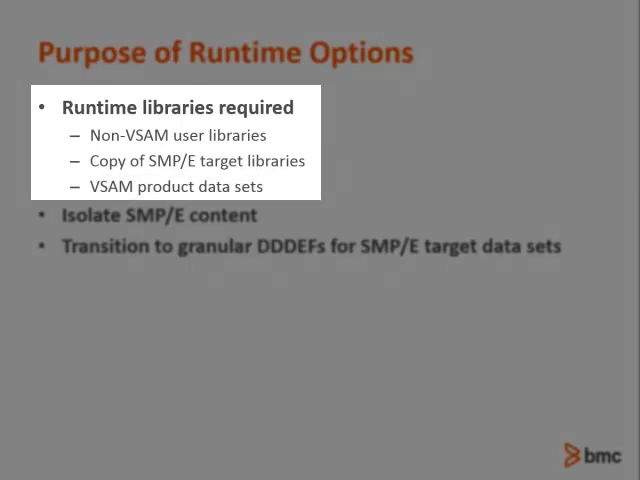 Purpose of Runtime Options
• Runtime libraries required
– Non-VSAM user libraries
– Copy of SMP/E target libraries
– VSAM product data sets
• Isolate SMP/E content
• Transition to granular DDDEFs for SMP/E target data sets
bmc